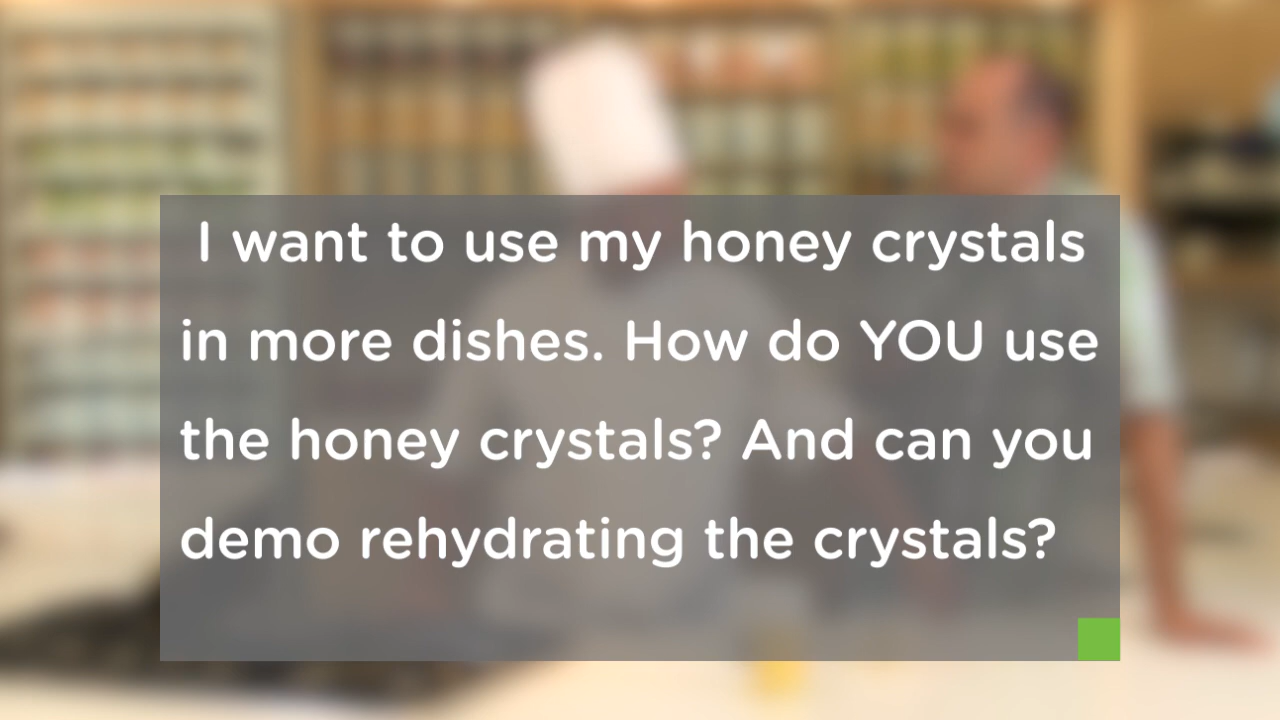 I want to use my honey crystals
in more dishes. How do YOU use
the honey crystals? And can you
demo rehydrating the crystals?